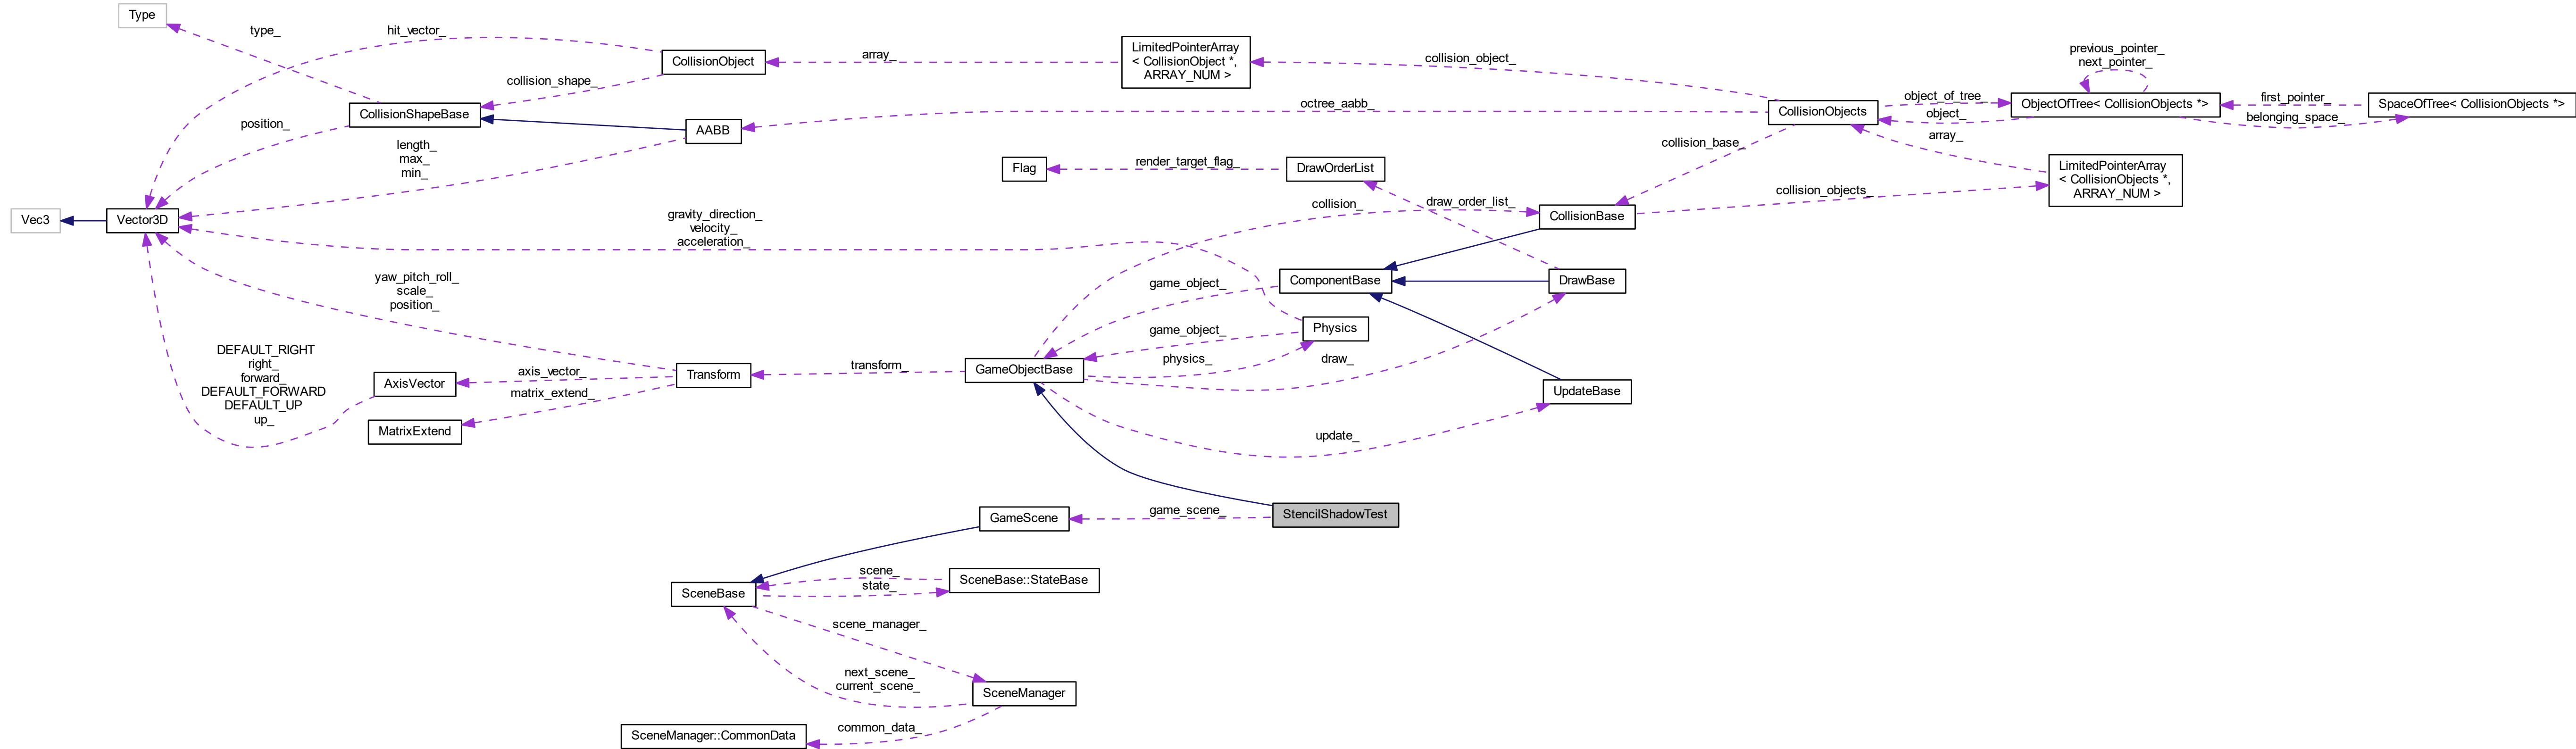 Type
type_
hit_vector_
CollisionObject
array_
LimitedPointerArray
< CollisionObject *,
ARRAY_NUM >
collision_object_
previous_pointer_
next_pointer_
collision_shape_
CollisionShapeBase
octree_aabb_
CollisionObjects
object_of_tree_
object_
ObjectOfTree< CollisionObjects *>
first_pointer_
belonging_space_
SpaceOfTree< CollisionObjects *>
position_
AABB
length_
max_
min_
collision_base_
array_
Flag
render_target_flag_
DrawOrderList
LimitedPointerArray
< CollisionObjects *,
ARRAY_NUM >
Vec3
Vector3D
gravity_direction_
velocity_
acceleration_
collision_
draw_order_list_
CollisionBase
collision_objects_
yaw_pitch_roll_
scale_
position_
game_object_
ComponentBase
DrawBase
game_object_
Physics
physics_
draw_
DEFAULT_RIGHT
right_
forward_
DEFAULT_FORWARD
DEFAULT_UP
up_
AxisVector
axis_vector_
Transform
transform_
GameObjectBase
UpdateBase
matrix_extend_
MatrixExtend
update_
GameScene
game_scene_
StencilShadowTest
SceneBase
scene_
state_
SceneBase::StateBase
scene_manager_
next_scene_
current_scene_
SceneManager
SceneManager::CommonData
common_data_